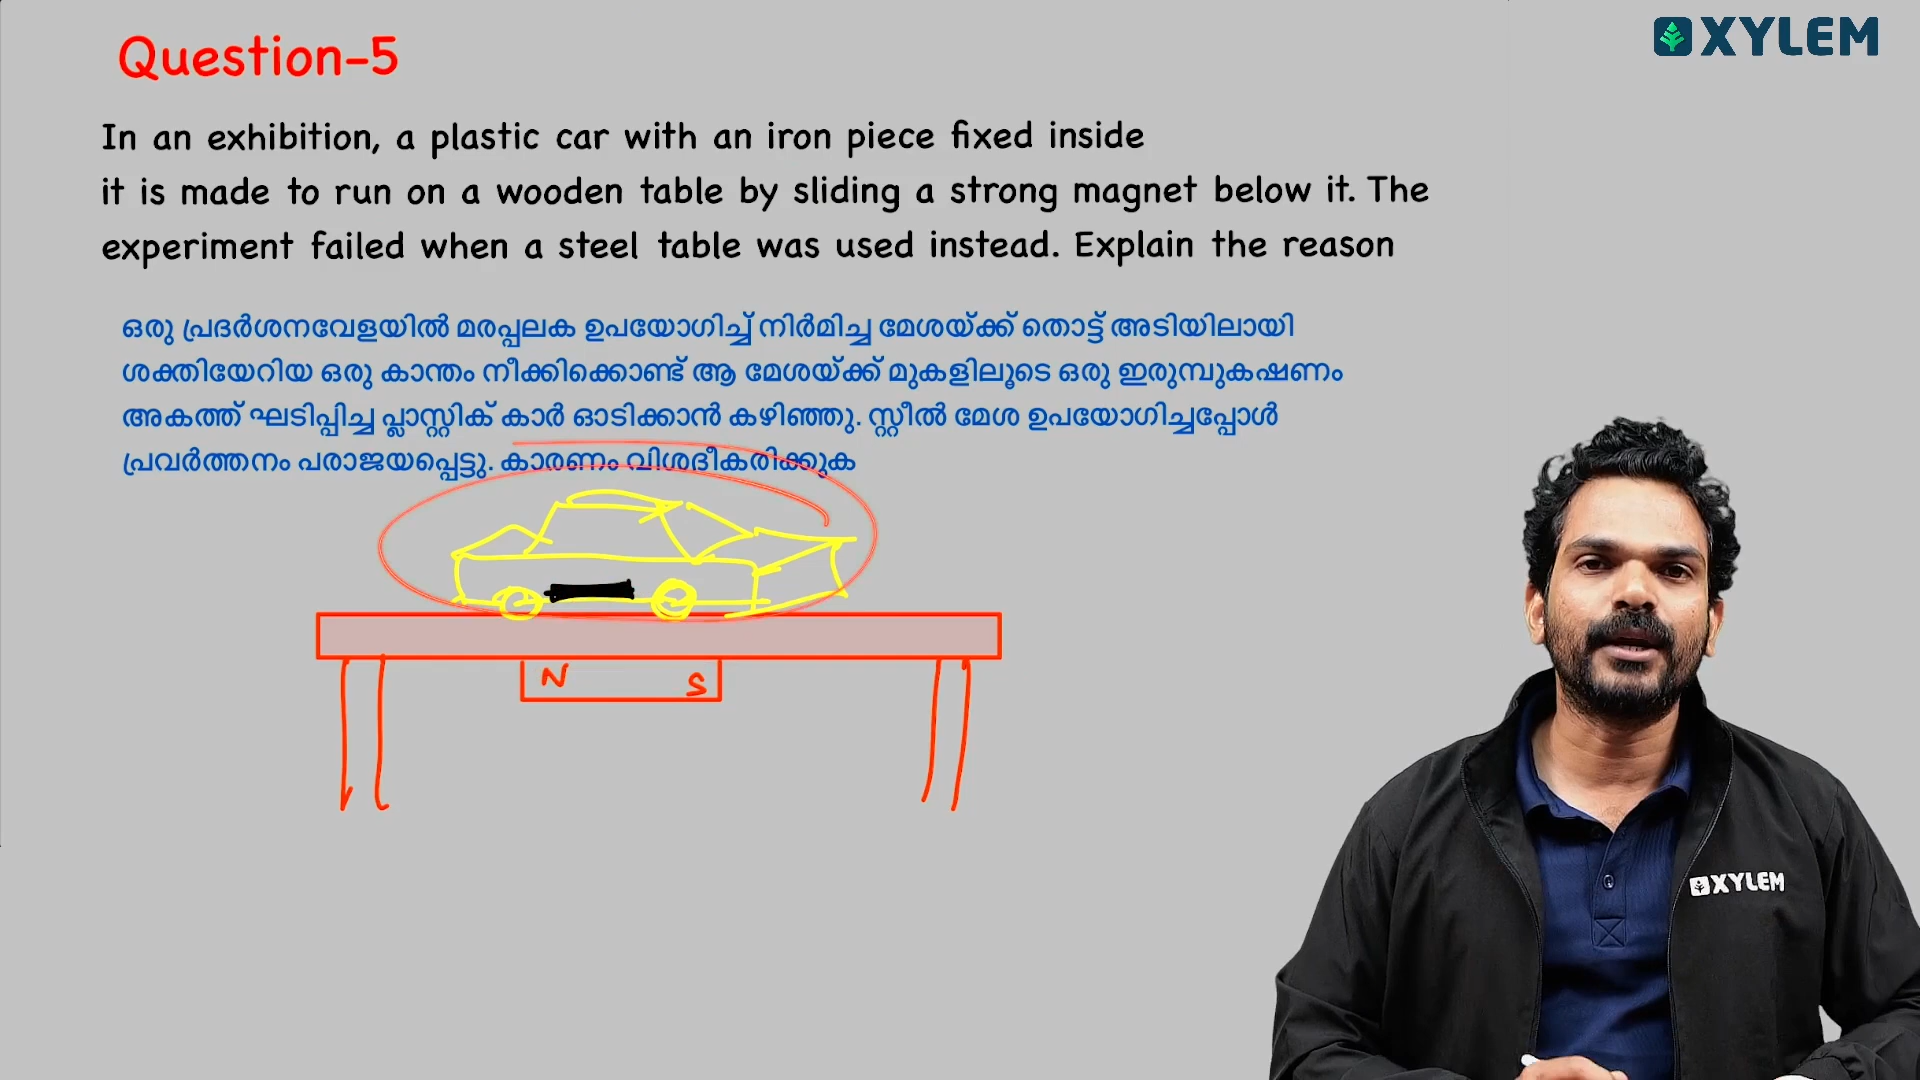 Question-5
XYLEM
In an exhibition, a plastic car with an iron piece fixed inside
it is made to run on a wooden table by sliding a strong magnet below it. The
experiment failed when a steel table was used instead. Explain the reason
ഒരു പ്രദർശനവേളയിൽ മരപ്പലക ഉപയോഗിച്ച് നിർമിച്ച മേശയ്ക്ക് തൊട്ട് അടിയിലായി
ശക്തിയേറിയ ഒരു കാന്തം നീക്കിക്കൊണ്ട് ആ മേശയ്ക്ക് മുകളിലൂടെ ഒരു ഇരുമ്പുകഷണം
അകത്ത് ഘടിപ്പിച്ച പ്ലാസ്റ്റിക് കാർ ഓടിക്കാൻ കഴിഞ്ഞു. സ്റ്റീൽ മേശ ഉപയോഗിച്ചപ്പോൾ
പ്രവർത്തനം പരാജയപ്പെട്ടു. കാരണം വിശദീകരിക്കുക
N S
XYLEM